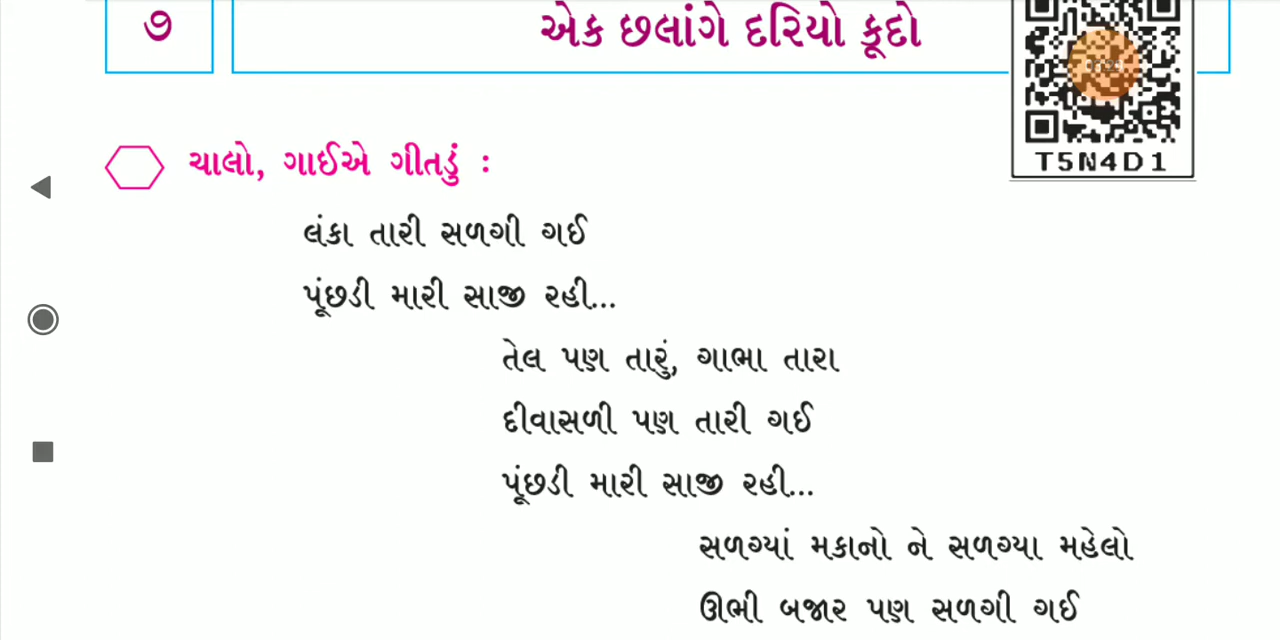 ૭
એક છલાંગે દરિયો કૂદો
ચાલો, ગાઈએ ગીતડું :
T5N4D1
લંકા તારી સળગી ગઈ
પૂંછડી મારી સાજી રહી...
તેલ પણ તારું, ગાભા તારા
દીવાસળી પણ તારી ગઈ
પૂંછડી મારી સાજી રહી...
સળગ્યાં મકાનો ને સળગ્યા મહેલો
ઊભી બજાર પણ સળગી ગઈ